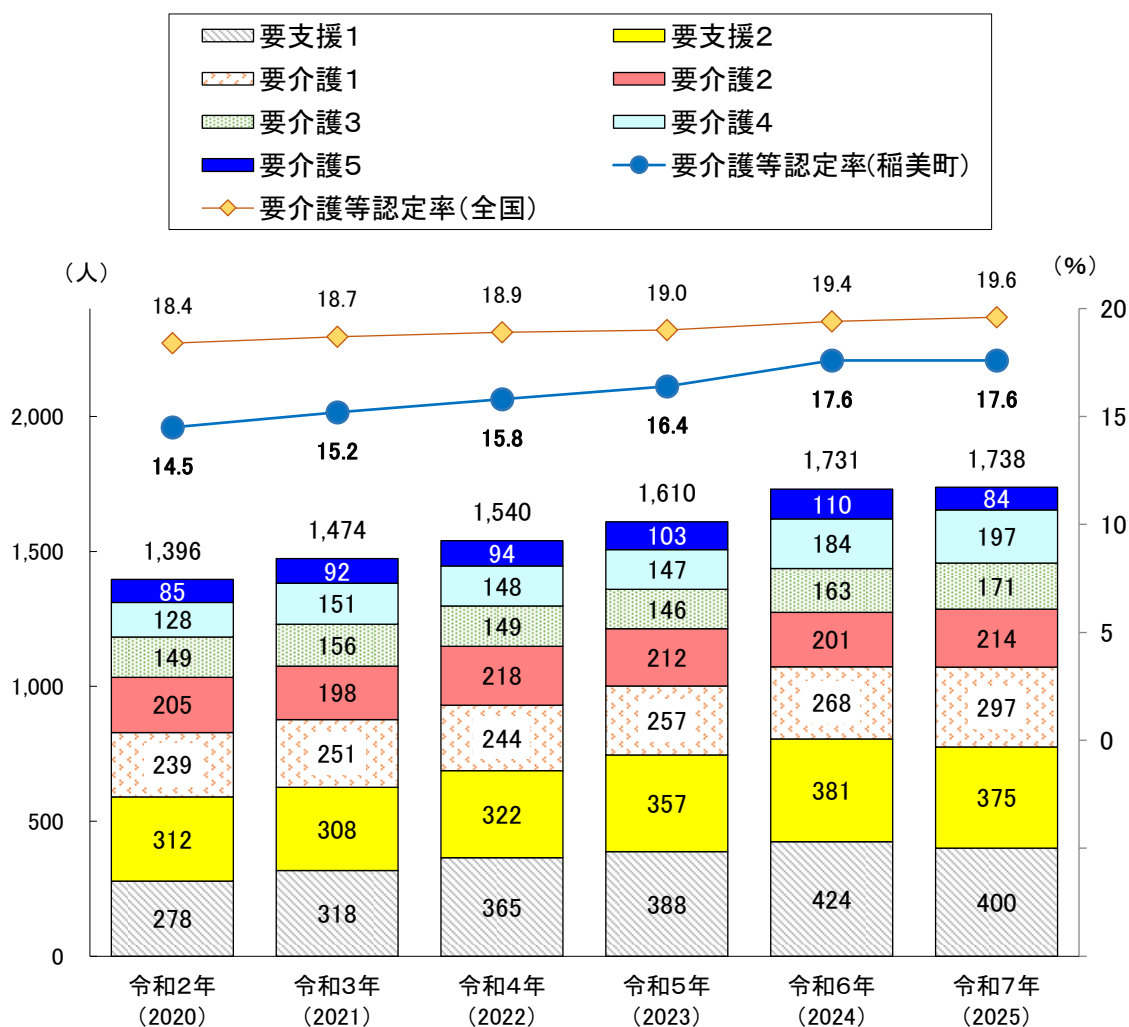 要支援１ 要支援２
要介護１ 要介護２
要介護３ 要介護４
要介護５ 要介護等認定率(稲美町)
要介護等認定率(全国)
（人） (％)
18.4 18.7 18.9 19.0 19.4 19.6
20
2,000 15
14.5 15.2 15.8 16.4 17.6 17.6
1,396 1,474 1,540 1,610 1,731 1,738
1,500 10
85 92 94 103 110 84
128 151 148 147 184 197
149 156 149 146 163 171
5
205 198 218 212 201 214
1,000
239 251 244 257 268 297
0
312 308 322 357 381 375
500
278 318 365 388 424 400
0
令和２年 令和３年 令和４年 令和５年 令和６年 令和７年
(2020) (2021) (2022) (2023) (2024) (2025)